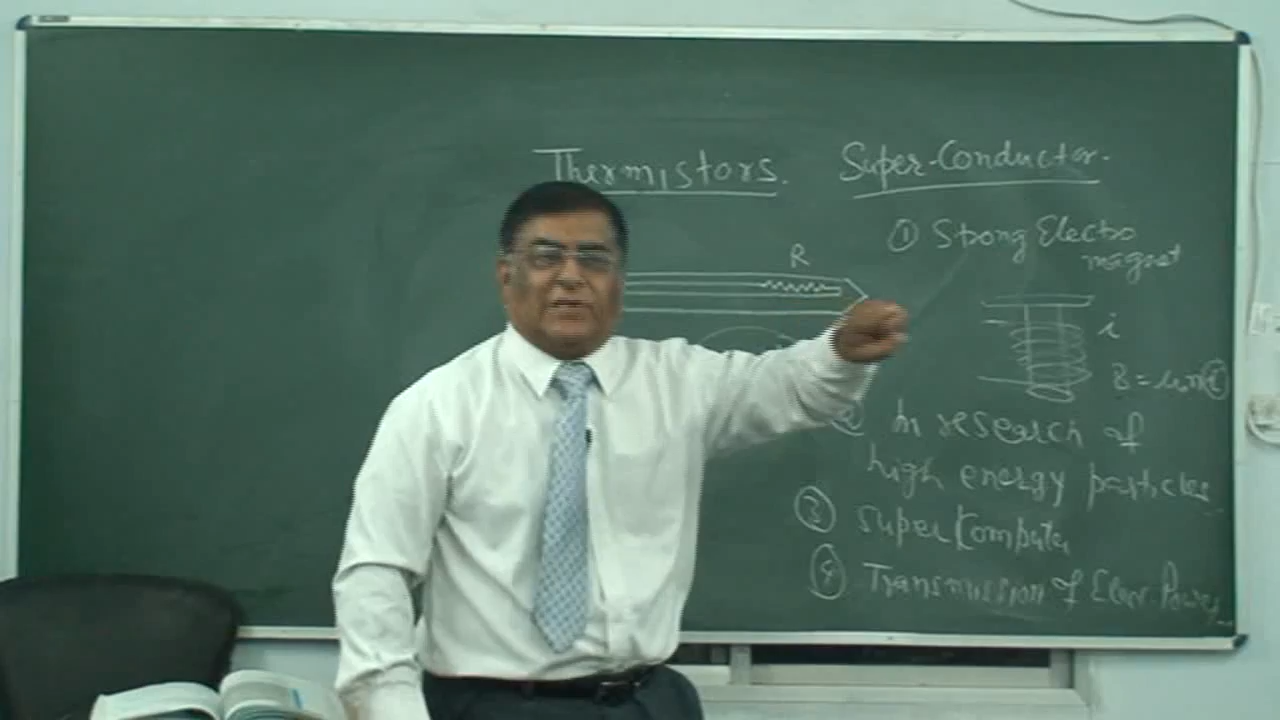 Thermistors.
Super-Conductor.
R
① Strong Electro
magnet
i
② In research of
high energy particles
③ Super Computer
④ Transmission of Elec. Power